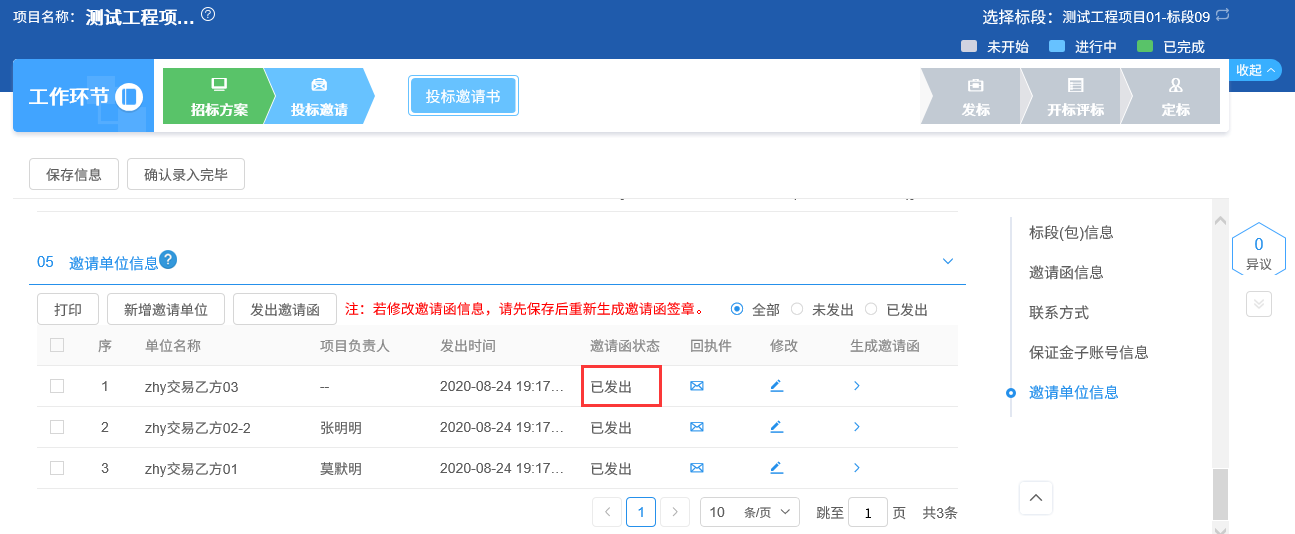 项目名称： 测试工程项...
选择标段： 测试工程项目01-标段09
未开始 进行中 已完成
收起
工作环节
招标方案
投标邀请
投标邀请书
发标
开标评标
定标
保存信息 确认录入完毕
05 邀请单位信息
打印 新增邀请单位 发出邀请函 注：若修改邀请函信息，请先保存后重新生成邀请函签章。 全部 未发出 已发出
序 单位名称 项目负责人 发出时间 邀请函状态 回执件 修改 生成邀请函
1 zhy交易乙方03 -- 2020-08-24 19:17... 已发出
2 zhy交易乙方02-2 张明明 2020-08-24 19:17... 已发出
3 zhy交易乙方01 莫默明 2020-08-24 19:17... 已发出
1 10 条/页 跳至 1 页 共3条
标段(包)信息
邀请函信息
联系方式
保证金子账号信息
邀请单位信息
0
异议